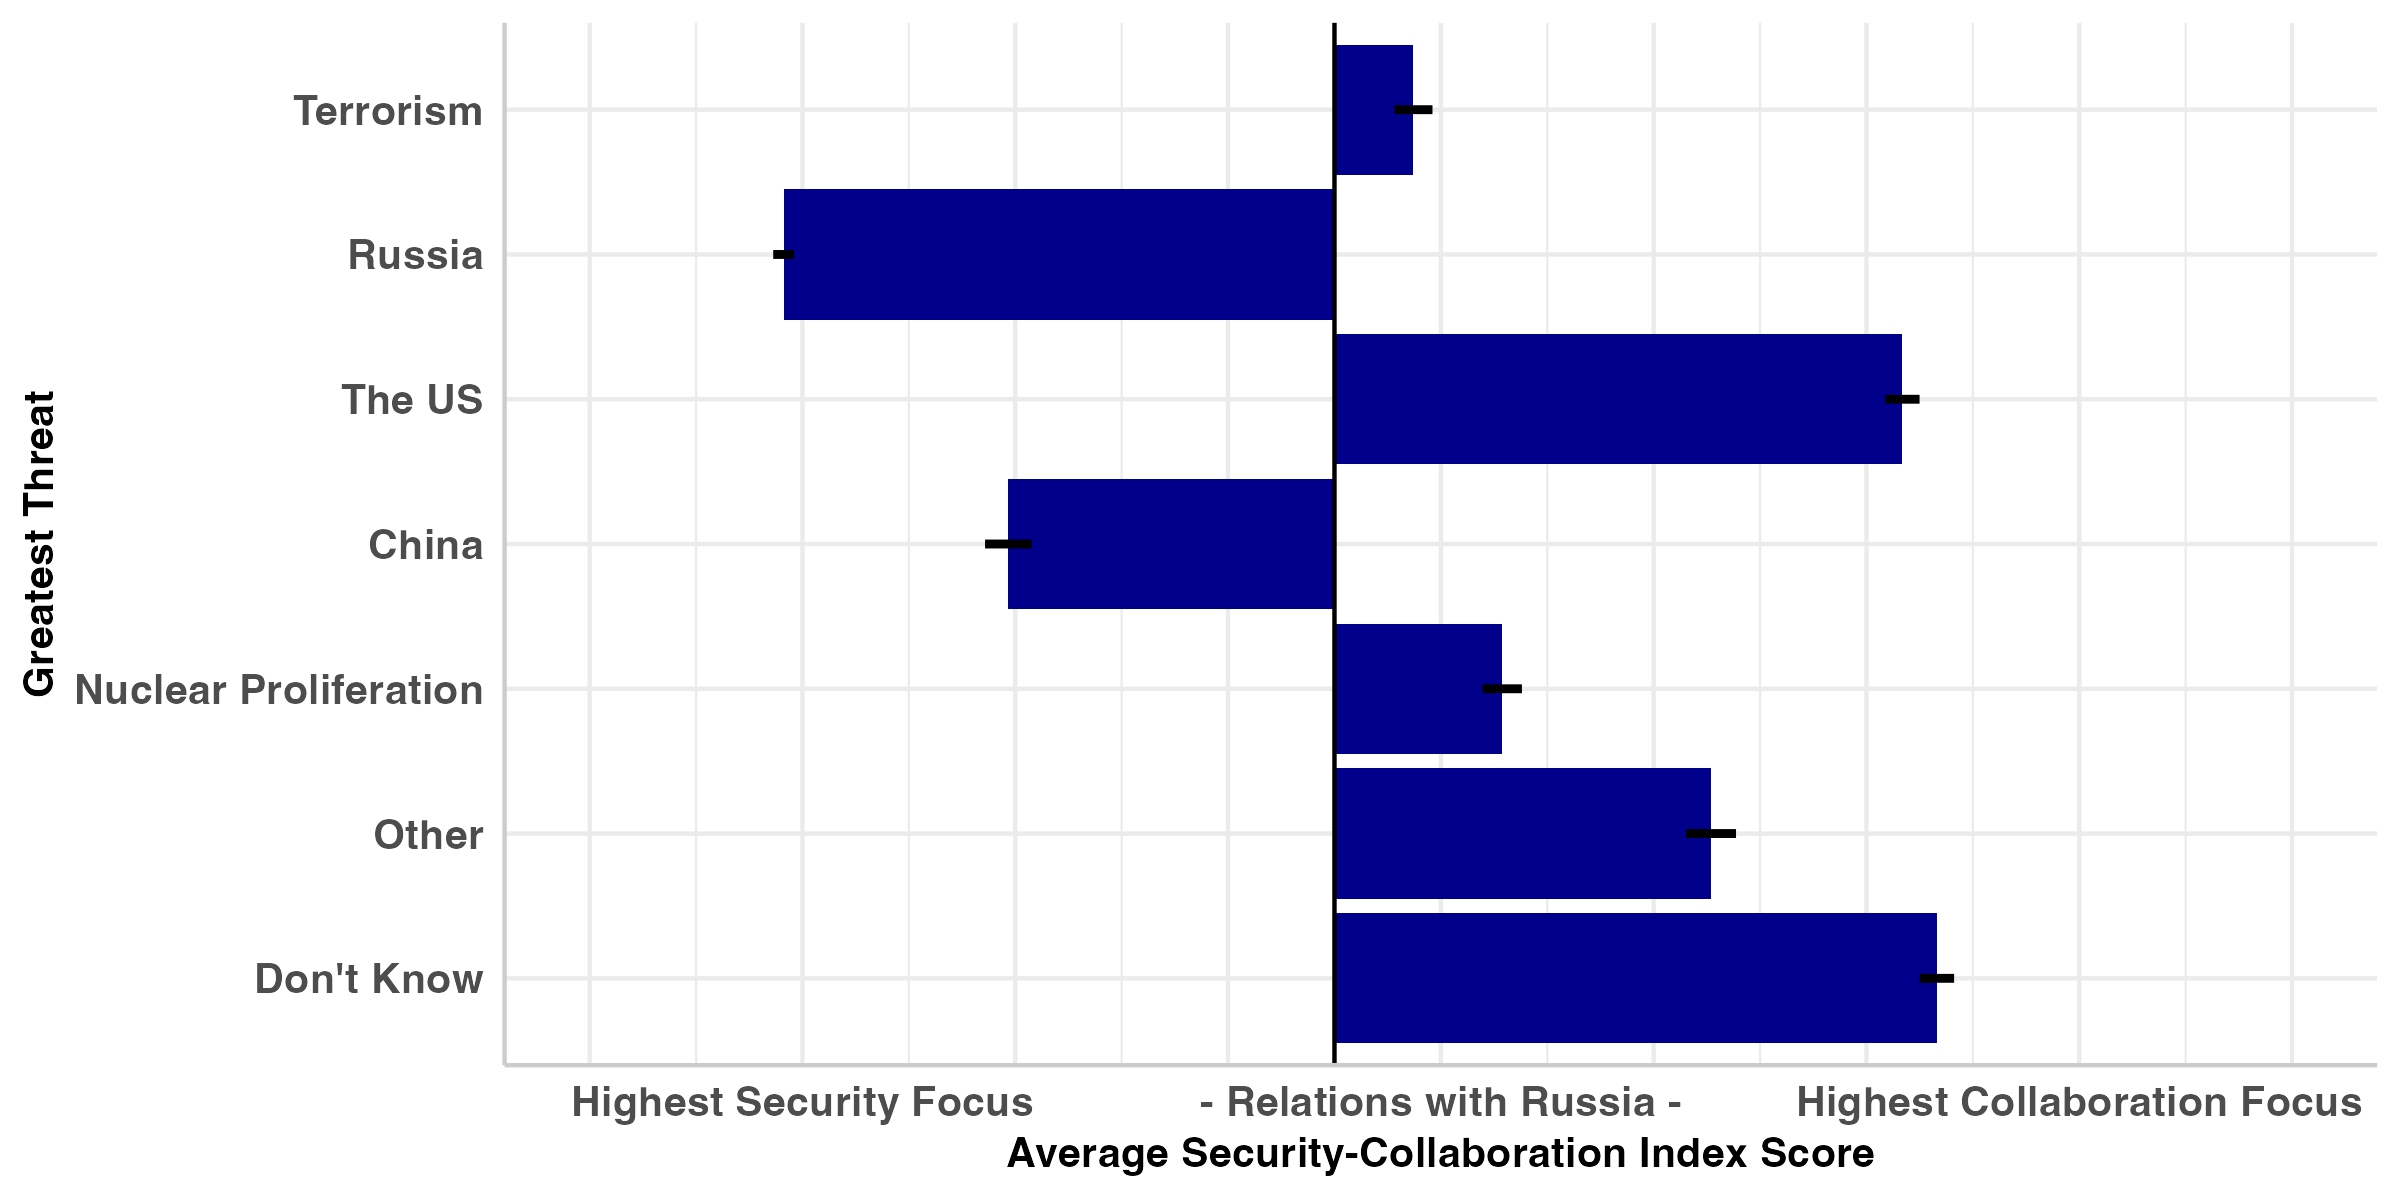 Terrorism
Russia
The US
China
Nuclear Proliferation
Other
Don't Know
Greatest Threat
Highest Security Focus
- Relations with Russia -
Highest Collaboration Focus
Average Security-Collaboration Index Score